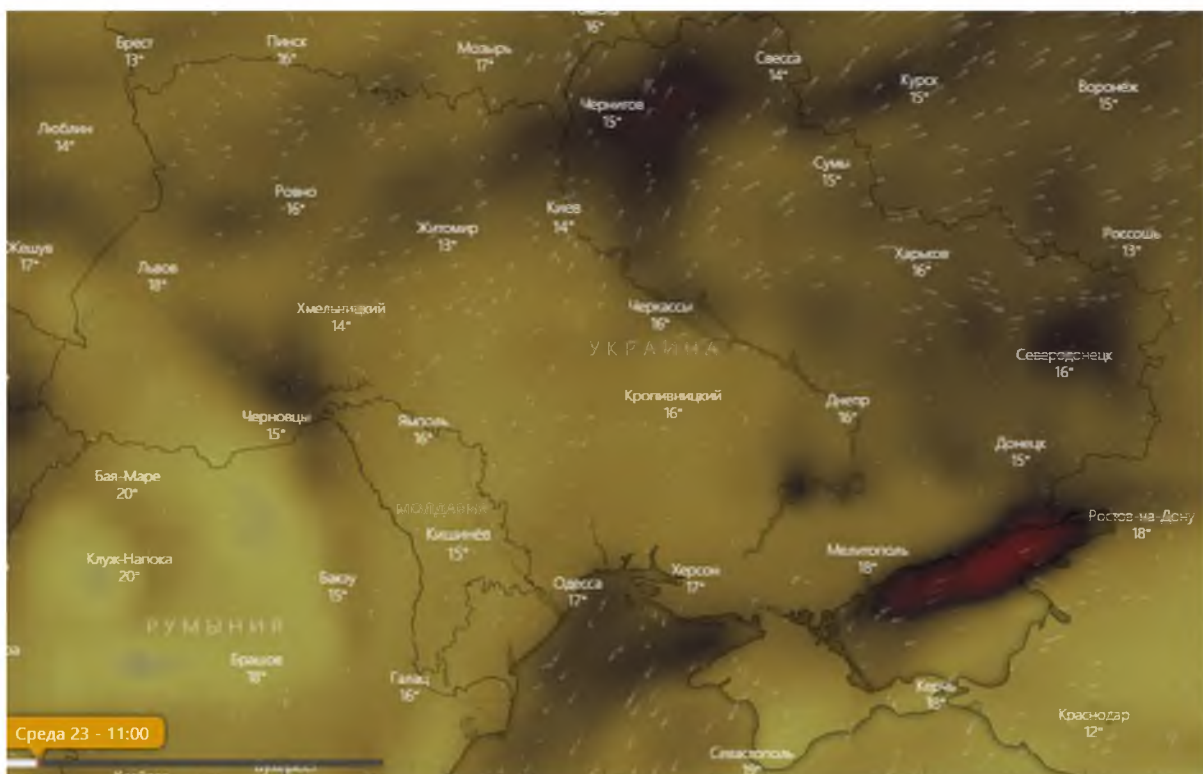 16°
Брест
13°
Пинск
16°
Мозырь
17°
Свесса
14°
Курск
15°
Воронеж
15°
Чернигов
15°
Люблин
14°
Сумы
15°
Ровно
16°
Киев
14°
Житомир
13°
Россошь
13°
Жешув
17°
Львов
18°
Харьков
16°
Хмельницкий
14°
Черкассы
16°
УКРАИНА
Северодонецк
16°
Кропивницкий
16°
Днепр
16°
Черновцы
15°
Ямполь
16°
Донецк
15°
Бая-Маре
20°
МОЛДАВИЯ
Ростов-на-Дону
18°
Кишинёв
15°
Мелитополь
18°
Клуж-Напока
20°
Бакэу
15°
Одесса
17°
Херсон
17°
РУМЫНИЯ
Брашов
18°
Галац
16°
Керчь
18°
Краснодар
12°
Среда 23 - 11:00
Севастополь
19°